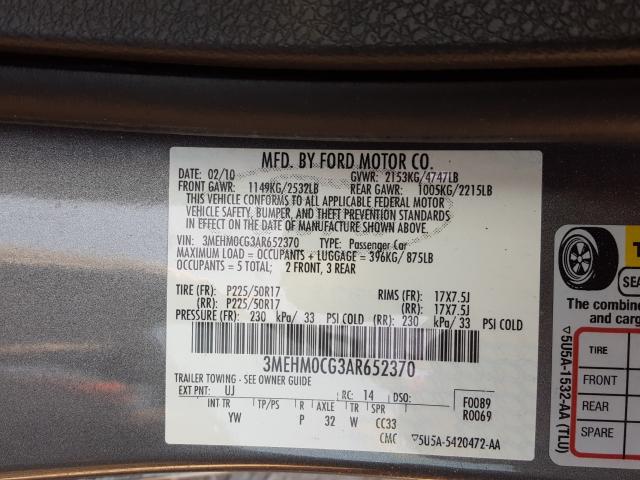 MFD. BY FORD MOTOR CO.
DATE: 02/10 GVWR: 2153KG/4747LB
FRONT GAWR: 1149KG/2532LB REAR GAWR: 1005KG/2215LB
THIS VEHICLE CONFORMS TO ALL APPLICABLE FEDERAL MOTOR
VEHICLE SAFETY, BUMPER, AND THEFT PREVENTION STANDARDS
IN EFFECT ON THE DATE OF MANUFACTURE SHOWN ABOVE.
VIN: 3MEHM0CG3AR652370 TYPE: Passenger Car
MAXIMUM LOAD = OCCUPANTS + LUGGAGE = 396KG/ 875LB
OCCUPANTS = 5 TOTAL; 2 FRONT, 3 REAR
TIRE (FR): P225/50R17 RIMS (FR): 17X7.5J
(RR): P225/50R17 (RR): 17X7.5J
PRESSURE (FR): 230 kPa/ 33 PSI COLD (RR): 230 kPa/ 33 PSI COLD
3MEHM0CG3AR652370
TRAILER TOWING - SEE OWNER GUIDE
EXT PNT: UJ RC: 14 DSO: F0089
R0069
INT TR TP/PS R AXLE TR SPR
YW P 32 W CC33
CMC ▽5U5A-5420472-AA
The combine
and carg
TIRE
FRONT
REAR
SPARE
▽5U5A-1532-AA (TLU)